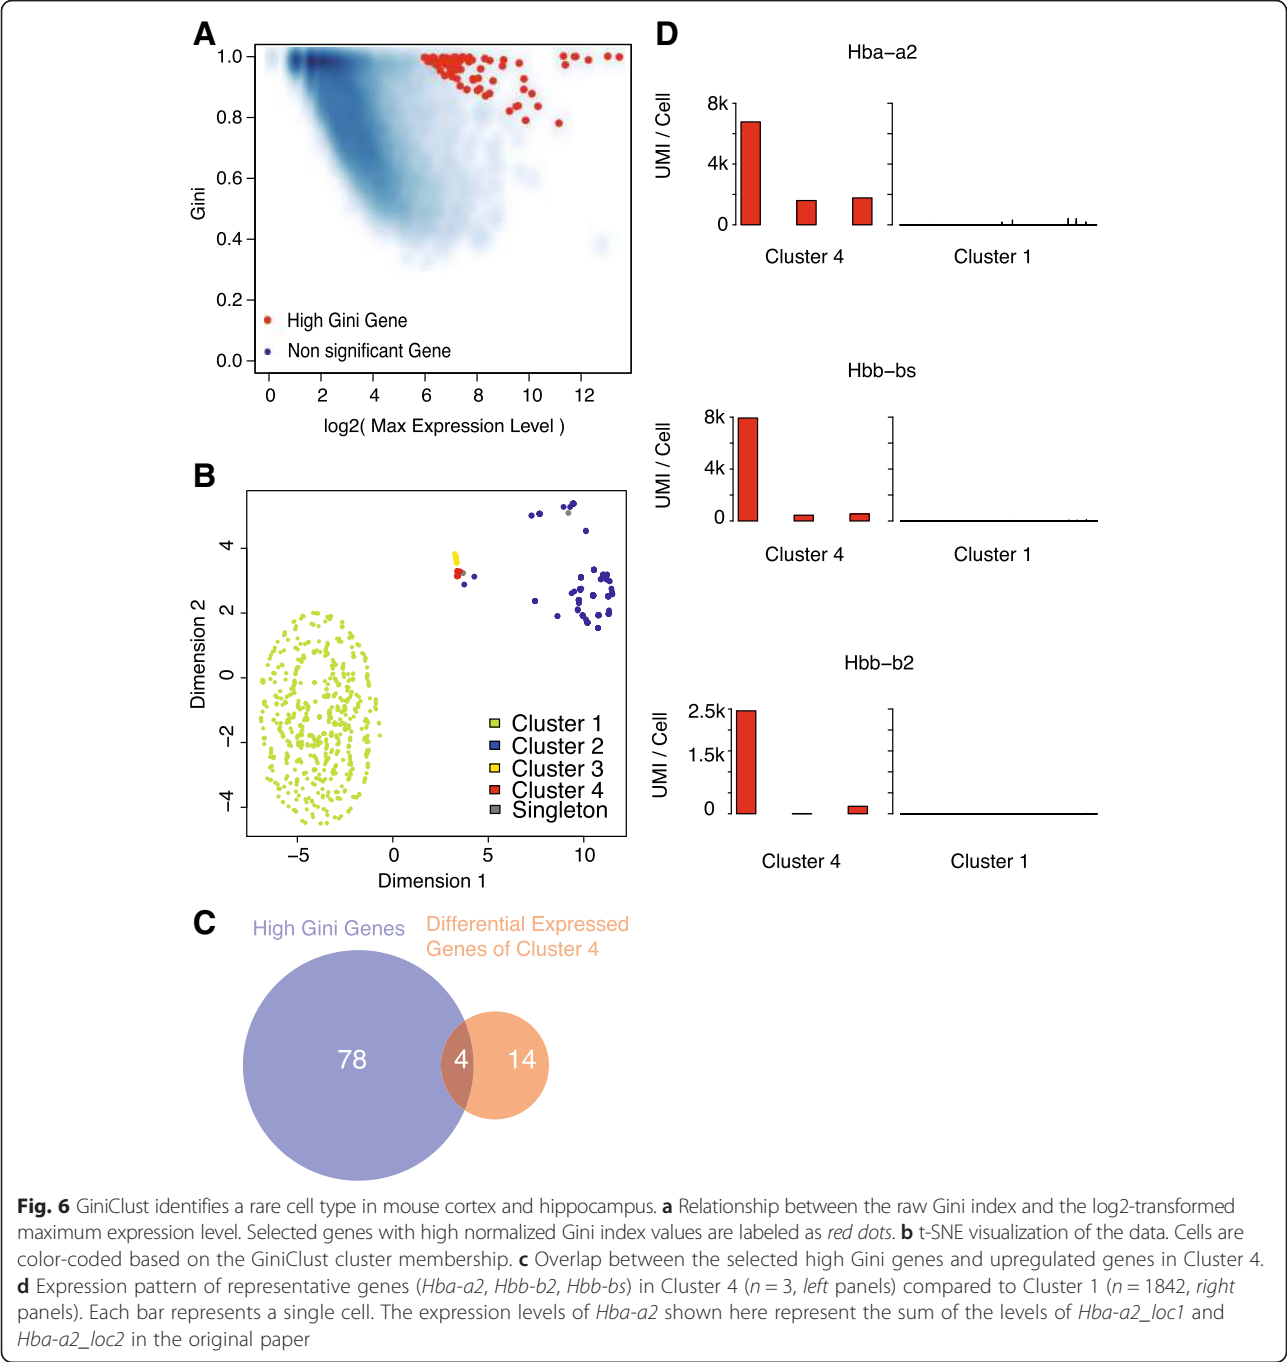 A
1.0
0.8
0.6
0.4
0.2
0.0
Gini
High Gini Gene
Non significant Gene
0 2 4 6 8 10 12
log2( Max Expression Level )
B
4
2
0
−2
−4
Dimension 2
Cluster 1
Cluster 2
Cluster 3
Cluster 4
Singleton
−5 0 5 10
Dimension 1
C
High Gini Genes
Differential Expressed
Genes of Cluster 4
78 4 14
D
Hba−a2
8k
4k
0
UMI / Cell
Cluster 4 Cluster 1
Hbb−bs
8k
4k
0
UMI / Cell
Cluster 4 Cluster 1
Hbb−b2
2.5k
1.5k
0
UMI / Cell
Cluster 4 Cluster 1
Fig. 6 GiniClust identifies a rare cell type in mouse cortex and hippocampus. a Relationship between the raw Gini index and the log2-transformed
maximum expression level. Selected genes with high normalized Gini index values are labeled as red dots. b t-SNE visualization of the data. Cells are
color-coded based on the GiniClust cluster membership. c Overlap between the selected high Gini genes and upregulated genes in Cluster 4.
d Expression pattern of representative genes (Hba-a2, Hbb-b2, Hbb-bs) in Cluster 4 (n = 3, left panels) compared to Cluster 1 (n = 1842, right
panels). Each bar represents a single cell. The expression levels of Hba-a2 shown here represent the sum of the levels of Hba-a2_loc1 and
Hba-a2_loc2 in the original paper